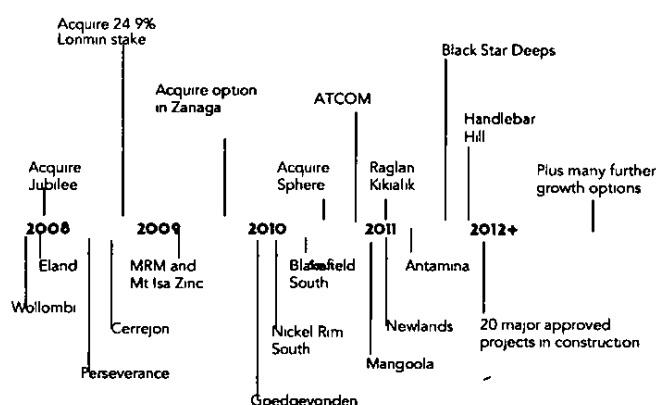 Acquire 24 9%
Lonmin stake
Black Star Deeps
Acquire option
in Zanaga
ATCOM
Handlebar
Hill
Acquire
Jubilee
Acquire
Sphere
Raglan
Kikialik
Plus many further
growth options
2008 2009 2010 2011 2012+
Eland
MRM and
Mt Isa Zinc
South
Antamina
Wollombi
Cerrejon
Nickel Rim
South
Newlands
20 major approved
projects in construction
Mangoola
Perseverance
Goedgevonden